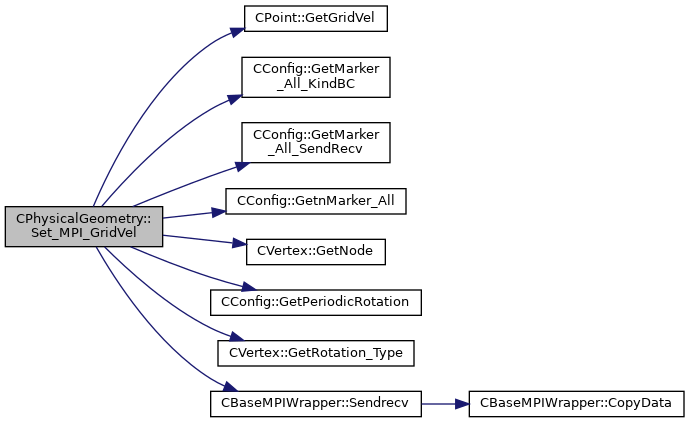 CPoint::GetGridVel
CConfig::GetMarker
_All_KindBC
CConfig::GetMarker
_All_SendRecv
CConfig::GetnMarker_All
CPhysicalGeometry::
Set_MPI_GridVel
CVertex::GetNode
CConfig::GetPeriodicRotation
CVertex::GetRotation_Type
CBaseMPIWrapper::Sendrecv
CBaseMPIWrapper::CopyData